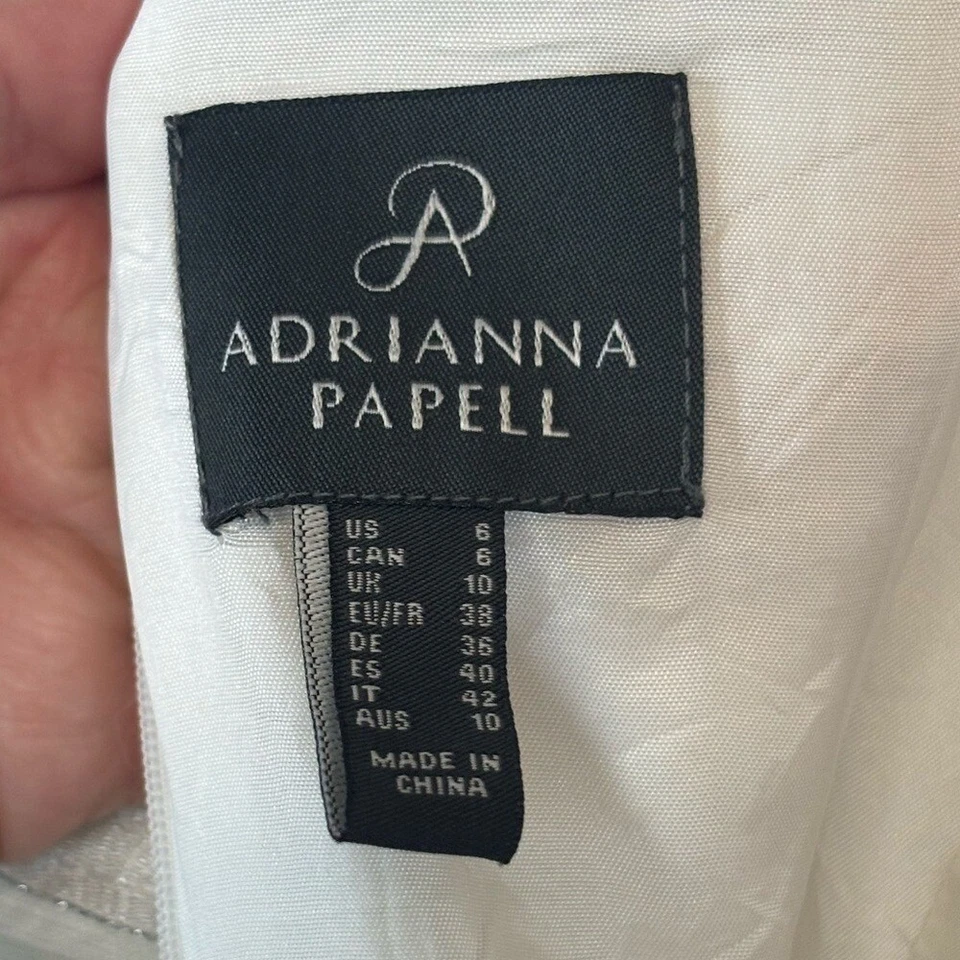 AP
ADRIANNA
PAPELL
US 6
CAN 6
UK 10
EU/FR 38
DE 36
ES 40
IT 42
AUS 10
MADE IN
CHINA